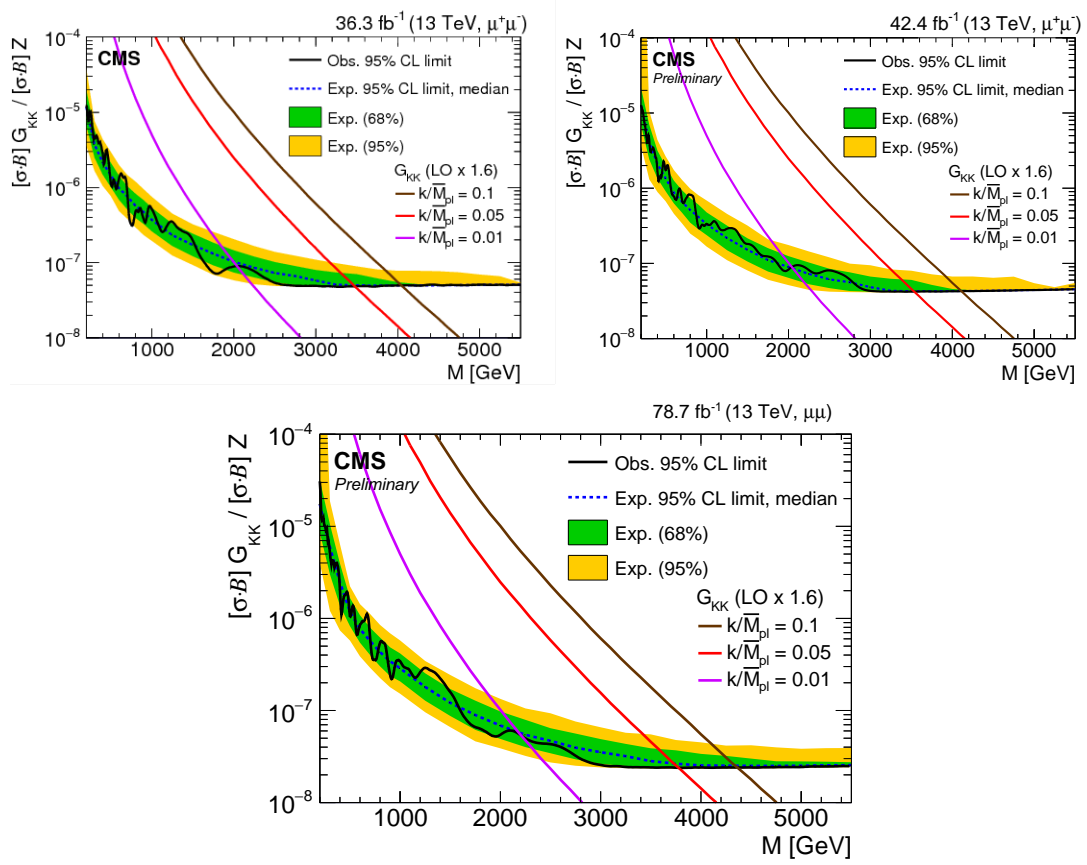 36.3 fb⁻¹ (13 TeV, μ⁺μ⁻)
[σ·B] G_KK / [σ·B] Z
10⁻⁴
10⁻⁵
10⁻⁶
10⁻⁷
10⁻⁸
CMS
Obs. 95% CL limit
Exp. 95% CL limit, median
Exp. (68%)
Exp. (95%)
G_KK (LO x 1.6)
k/M̅_pl = 0.1
k/M̅_pl = 0.05
k/M̅_pl = 0.01
1000 2000 3000 4000 5000
M [GeV]
42.4 fb⁻¹ (13 TeV, μ⁺μ⁻)
[σ·B] G_KK / [σ·B] Z
10⁻⁴
10⁻⁵
10⁻⁶
10⁻⁷
10⁻⁸
CMS
Preliminary
Obs. 95% CL limit
Exp. 95% CL limit, median
Exp. (68%)
Exp. (95%)
G_KK (LO x 1.6)
k/M̅_pl = 0.1
k/M̅_pl = 0.05
k/M̅_pl = 0.01
1000 2000 3000 4000 5000
M [GeV]
78.7 fb⁻¹ (13 TeV, μμ)
[σ·B] G_KK / [σ·B] Z
10⁻⁴
10⁻⁵
10⁻⁶
10⁻⁷
10⁻⁸
CMS
Preliminary
Obs. 95% CL limit
Exp. 95% CL limit, median
Exp. (68%)
Exp. (95%)
G_KK (LO x 1.6)
k/M̅_pl = 0.1
k/M̅_pl = 0.05
k/M̅_pl = 0.01
1000 2000 3000 4000 5000
M [GeV]